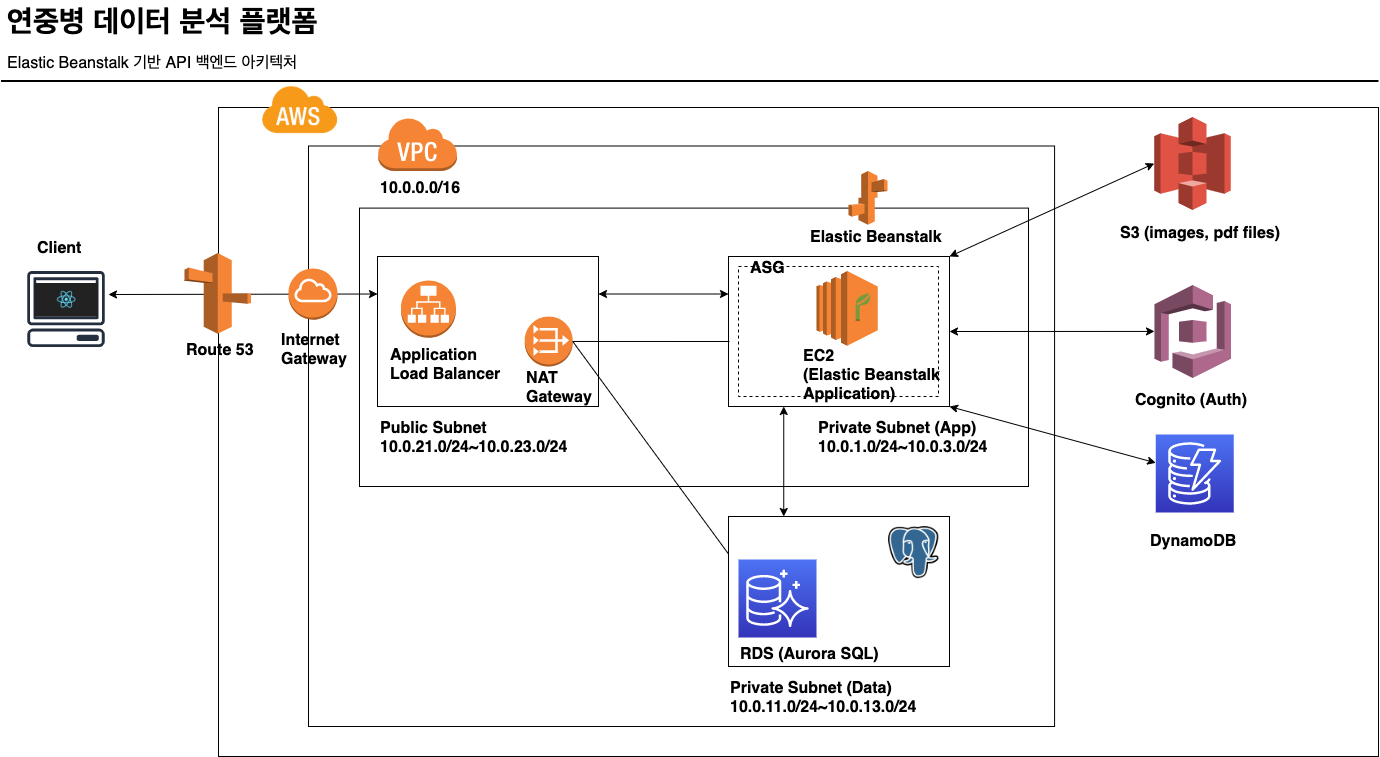 연중병 데이터 분석 플랫폼
Elastic Beanstalk 기반 API 백엔드 아키텍처
AWS
VPC
10.0.0.0/16
Elastic Beanstalk
S3 (images, pdf files)
Client
ASG
Route 53
Internet
Gateway
Application
Load Balancer
NAT
Gateway
EC2
(Elastic Beanstalk
Application)
Cognito (Auth)
Public Subnet
10.0.21.0/24~10.0.23.0/24
Private Subnet (App)
10.0.1.0/24~10.0.3.0/24
DynamoDB
RDS (Aurora SQL)
Private Subnet (Data)
10.0.11.0/24~10.0.13.0/24